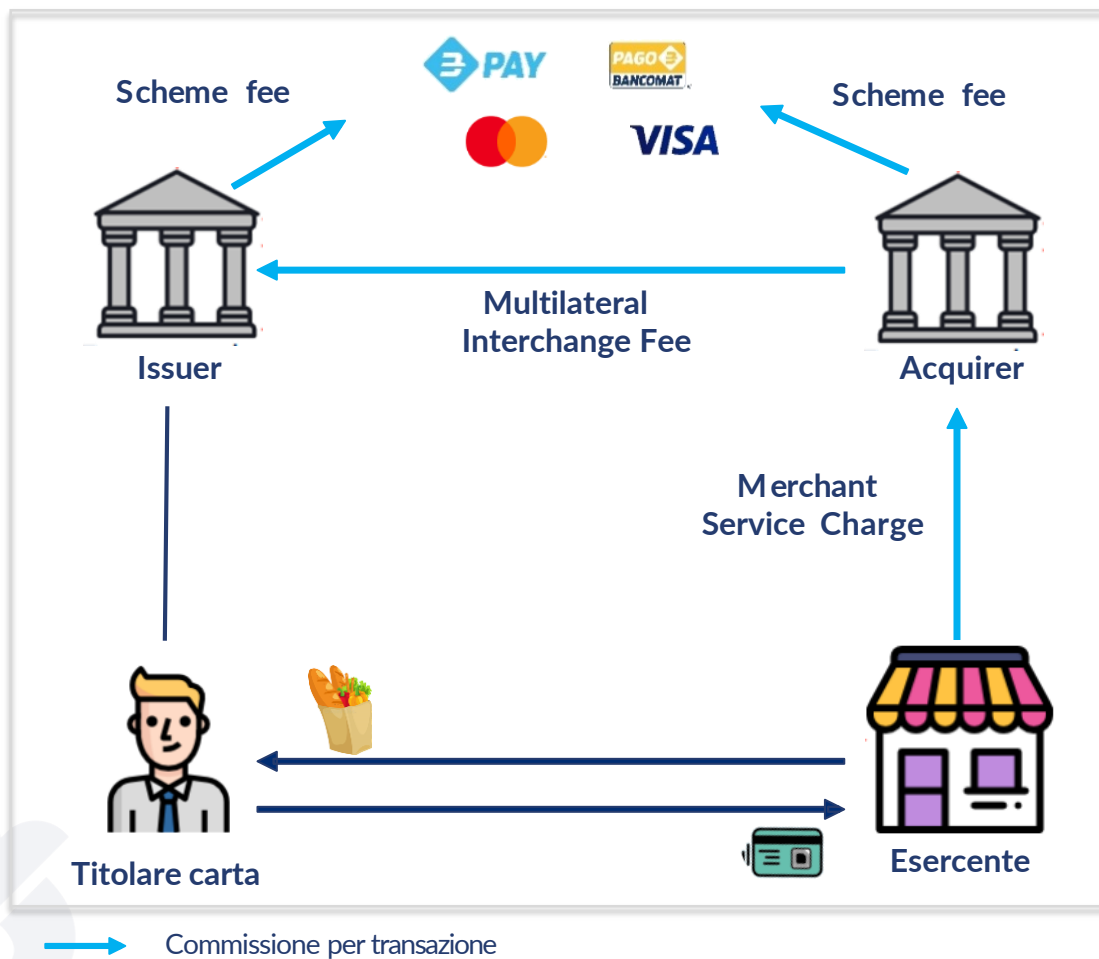 PAY
PAGO
BANCOMAT
Scheme fee
Scheme fee
VISA
Multilateral
Interchange Fee
Issuer
Acquirer
Merchant
Service Charge
Titolare carta
Esercente
Commissione per transazione